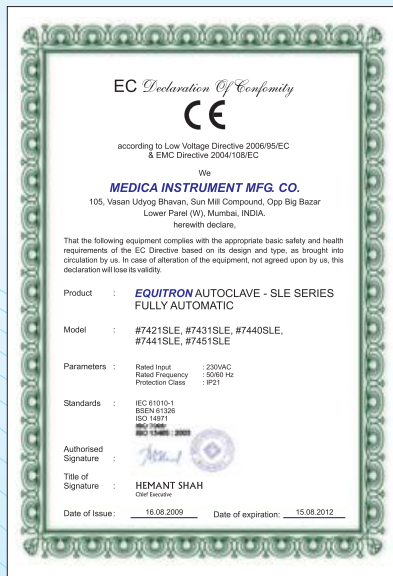 EC Declaration Of Confomity
CE
according to Low Voltage Directive 2006/95/EC
& EMC Directive 2004/108/EC
We
MEDICA INSTRUMENT MFG. CO.
105, Vasan Udyog Bhavan, Sun Mill Compound, Opp Big Bazar
Lower Parel (W), Mumbai, INDIA.
herewith declare,
That the following equipment complies with the appropriate basic safety and health
requirements of the EC Directive based on its design and type, as brought into
circulation by us. In case of alteration of the equipment, not agreed upon by us, this
declaration will lose its validity.
Product : EQUITRON AUTOCLAVE - SLE SERIES
FULLY AUTOMATIC
Model : #7421SLE, #7431SLE, #7440SLE,
#7441SLE, #7451SLE
Parameters : Rated Input : 230VAC
Rated Frequency : 50/60 Hz
Protection Class : IP21
Standards : IEC 61010-1
BSEN 61326
ISO 14971
ISO 13485 : 2003
Authorised
Signature :
Title of
Signature : HEMANT SHAH
Chief Executive
Date of Issue : 16.08.2009 Date of expiration: 15.08.2012